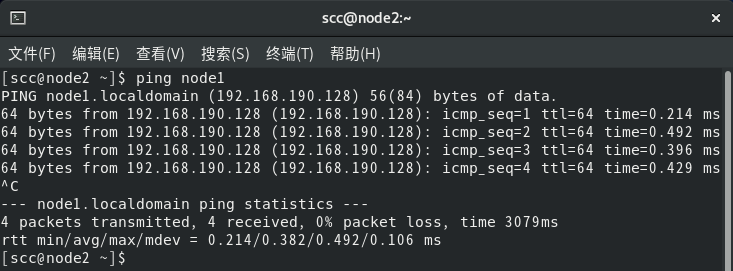 scc@node2:~
文件(F) 编辑(E) 查看(V) 搜索(S) 终端(T) 帮助(H)
[scc@node2 ~]$ ping node1
PING node1.localdomain (192.168.190.128) 56(84) bytes of data.
64 bytes from 192.168.190.128 (192.168.190.128): icmp_seq=1 ttl=64 time=0.214 ms
64 bytes from 192.168.190.128 (192.168.190.128): icmp_seq=2 ttl=64 time=0.492 ms
64 bytes from 192.168.190.128 (192.168.190.128): icmp_seq=3 ttl=64 time=0.396 ms
64 bytes from 192.168.190.128 (192.168.190.128): icmp_seq=4 ttl=64 time=0.429 ms
^C
--- node1.localdomain ping statistics ---
4 packets transmitted, 4 received, 0% packet loss, time 3079ms
rtt min/avg/max/mdev = 0.214/0.382/0.492/0.106 ms
[scc@node2 ~]$